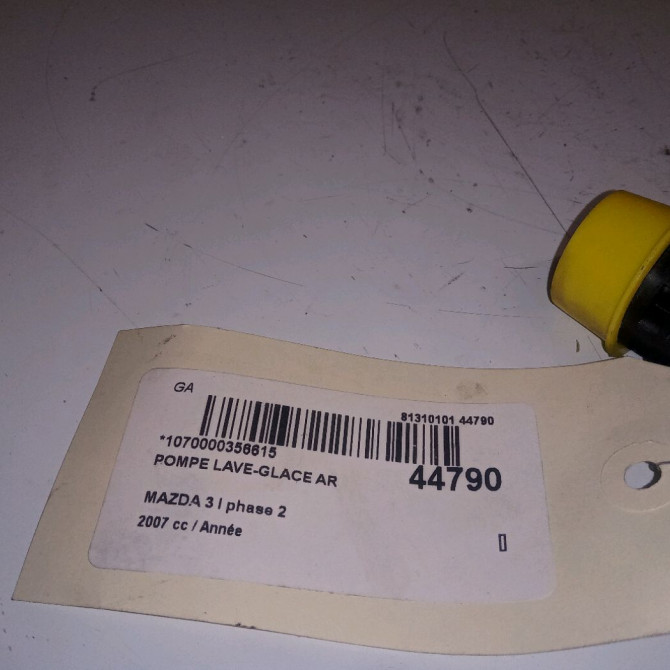 GA
81310101 44790
*1070000356615
POMPE LAVE-GLACE AR
44790
MAZDA 3 I phase 2
2007 cc / Année